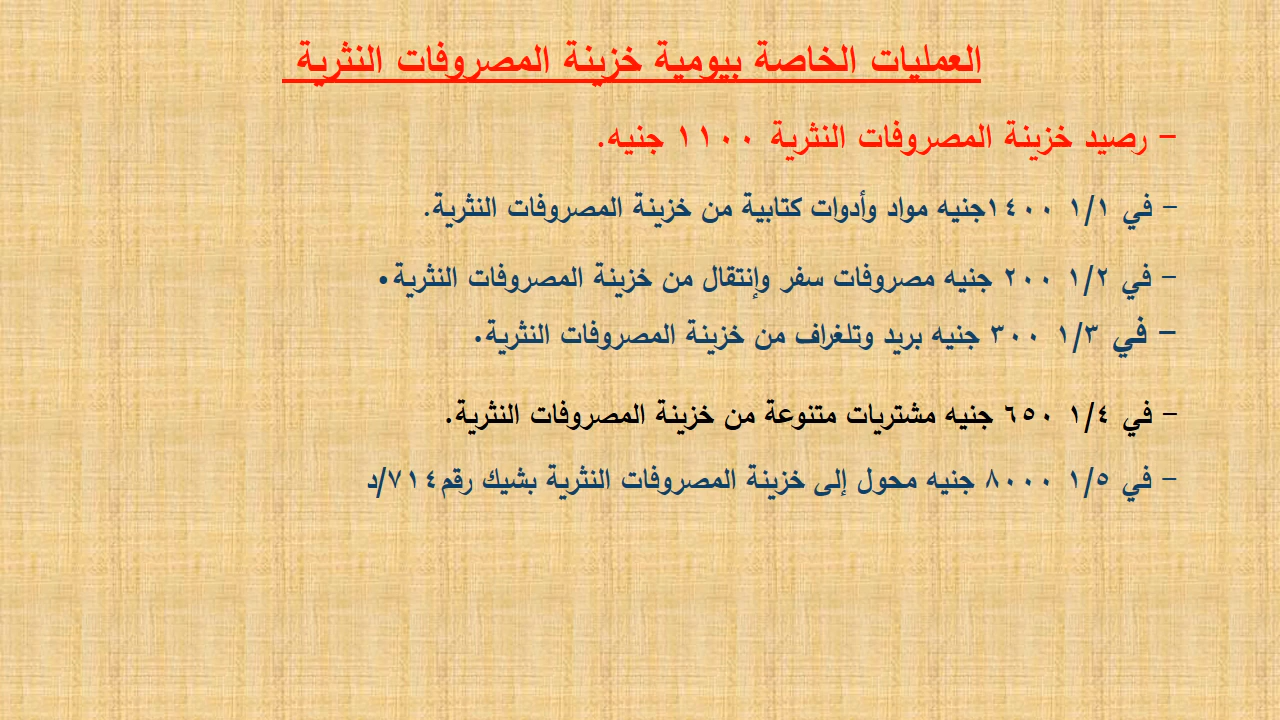 العمليات الخاصة بيومية خزينة المصروفات النثرية
- رصيد خزينة المصروفات النثرية ١١٠٠ جنيه.
- في ١/١ ١٤٠٠جنيه مواد وأدوات كتابية من خزينة المصروفات النثرية.
- في ١/٢ ٢٠٠ جنيه مصروفات سفر وإنتقال من خزينة المصروفات النثرية.
- في ١/٣ ٣٠٠ جنيه بريد وتلغراف من خزينة المصروفات النثرية.
- في ١/٤ ٦٥٠ جنيه مشتريات متنوعة من خزينة المصروفات النثرية.
- في ١/٥ ٨٠٠٠ جنيه محول إلى خزينة المصروفات النثرية بشيك رقم٧١٤/د